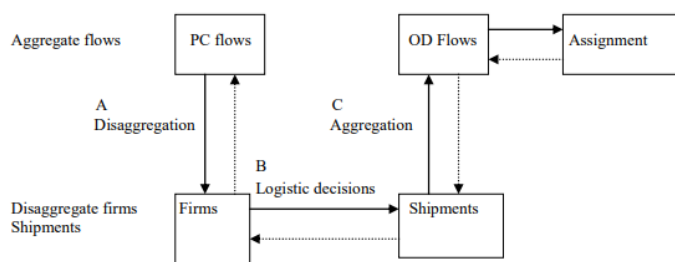 Aggregate flows
PC flows
OD Flows
Assignment
A
Disaggregation
C
Aggregation
B
Logistic decisions
Disaggregate firms
Shipments
Firms
Shipments